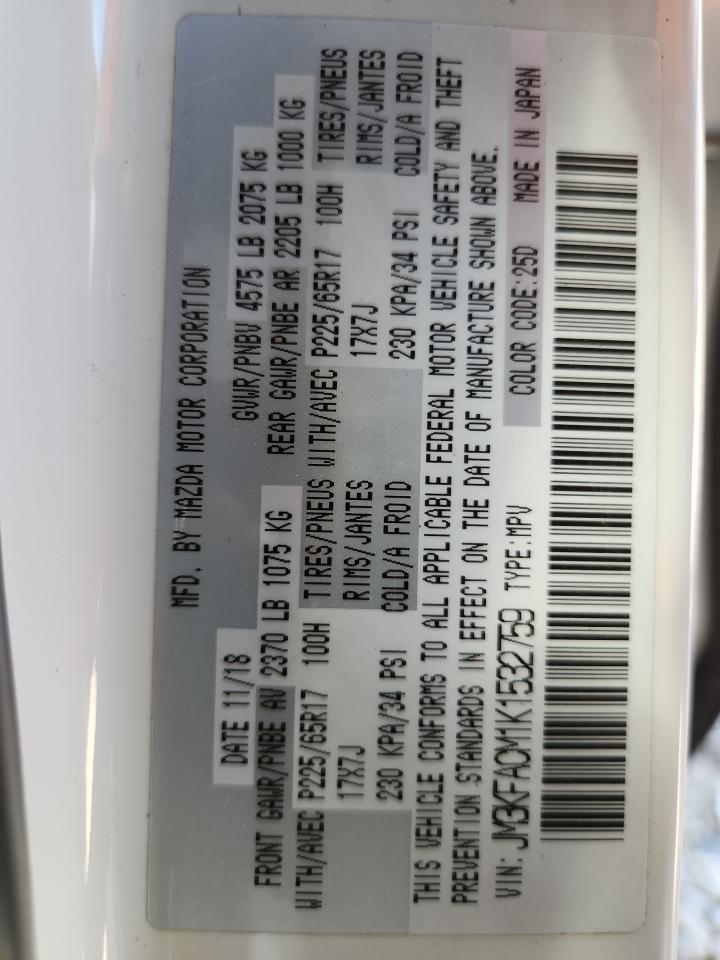 MFD. BY MAZDA MOTOR CORPORATION
DATE 11/18 GVWR/PNBV 4575 LB 2075 KG
FRONT GAWR/PNBE AV 2370 LB 1075 KG REAR GAWR/PNBE AR 2205 LB 1000 KG
WITH/AVEC P225/65R17 100H TIRES/PNEUS WITH/AVEC P225/65R17 100H TIRES/PNEUS
17X7J RIMS/JANTES 17X7J RIMS/JANTES
230 KPA/34 PSI COLD/A FROID 230 KPA/34 PSI COLD/A FROID
THIS VEHICLE CONFORMS TO ALL APPLICABLE FEDERAL MOTOR VEHICLE SAFETY AND THEFT
PREVENTION STANDARDS IN EFFECT ON THE DATE OF MANUFACTURE SHOWN ABOVE.
VIN: JM3KFACM1K1532759 TYPE:MPV COLOR CODE:25D MADE IN JAPAN